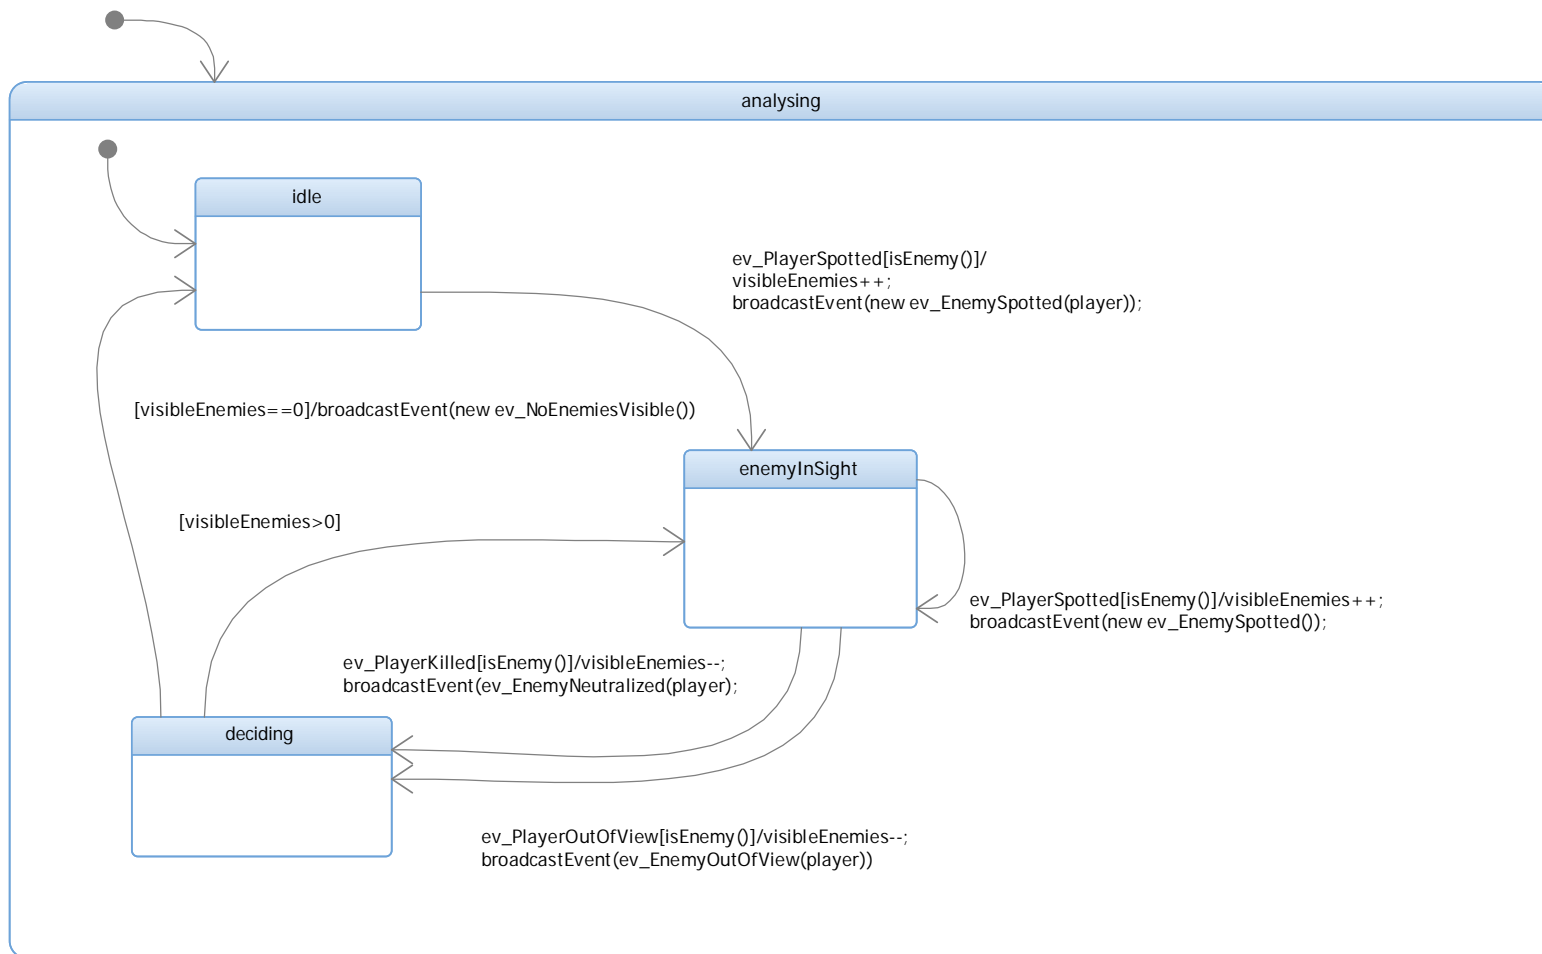 analysing
idle
ev_PlayerSpotted[isEnemy()]/
visibleEnemies++;
broadcastEvent(new ev_EnemySpotted(player));
[visibleEnemies==0]/broadcastEvent(new ev_NoEnemiesVisible())
enemyInSight
[visibleEnemies>0]
ev_PlayerSpotted[isEnemy()]/visibleEnemies++;
broadcastEvent(new ev_EnemySpotted());
ev_PlayerKilled[isEnemy()]/visibleEnemies--;
broadcastEvent(ev_EnemyNeutralized(player);
deciding
ev_PlayerOutOfView[isEnemy()]/visibleEnemies--;
broadcastEvent(ev_EnemyOutOfView(player))